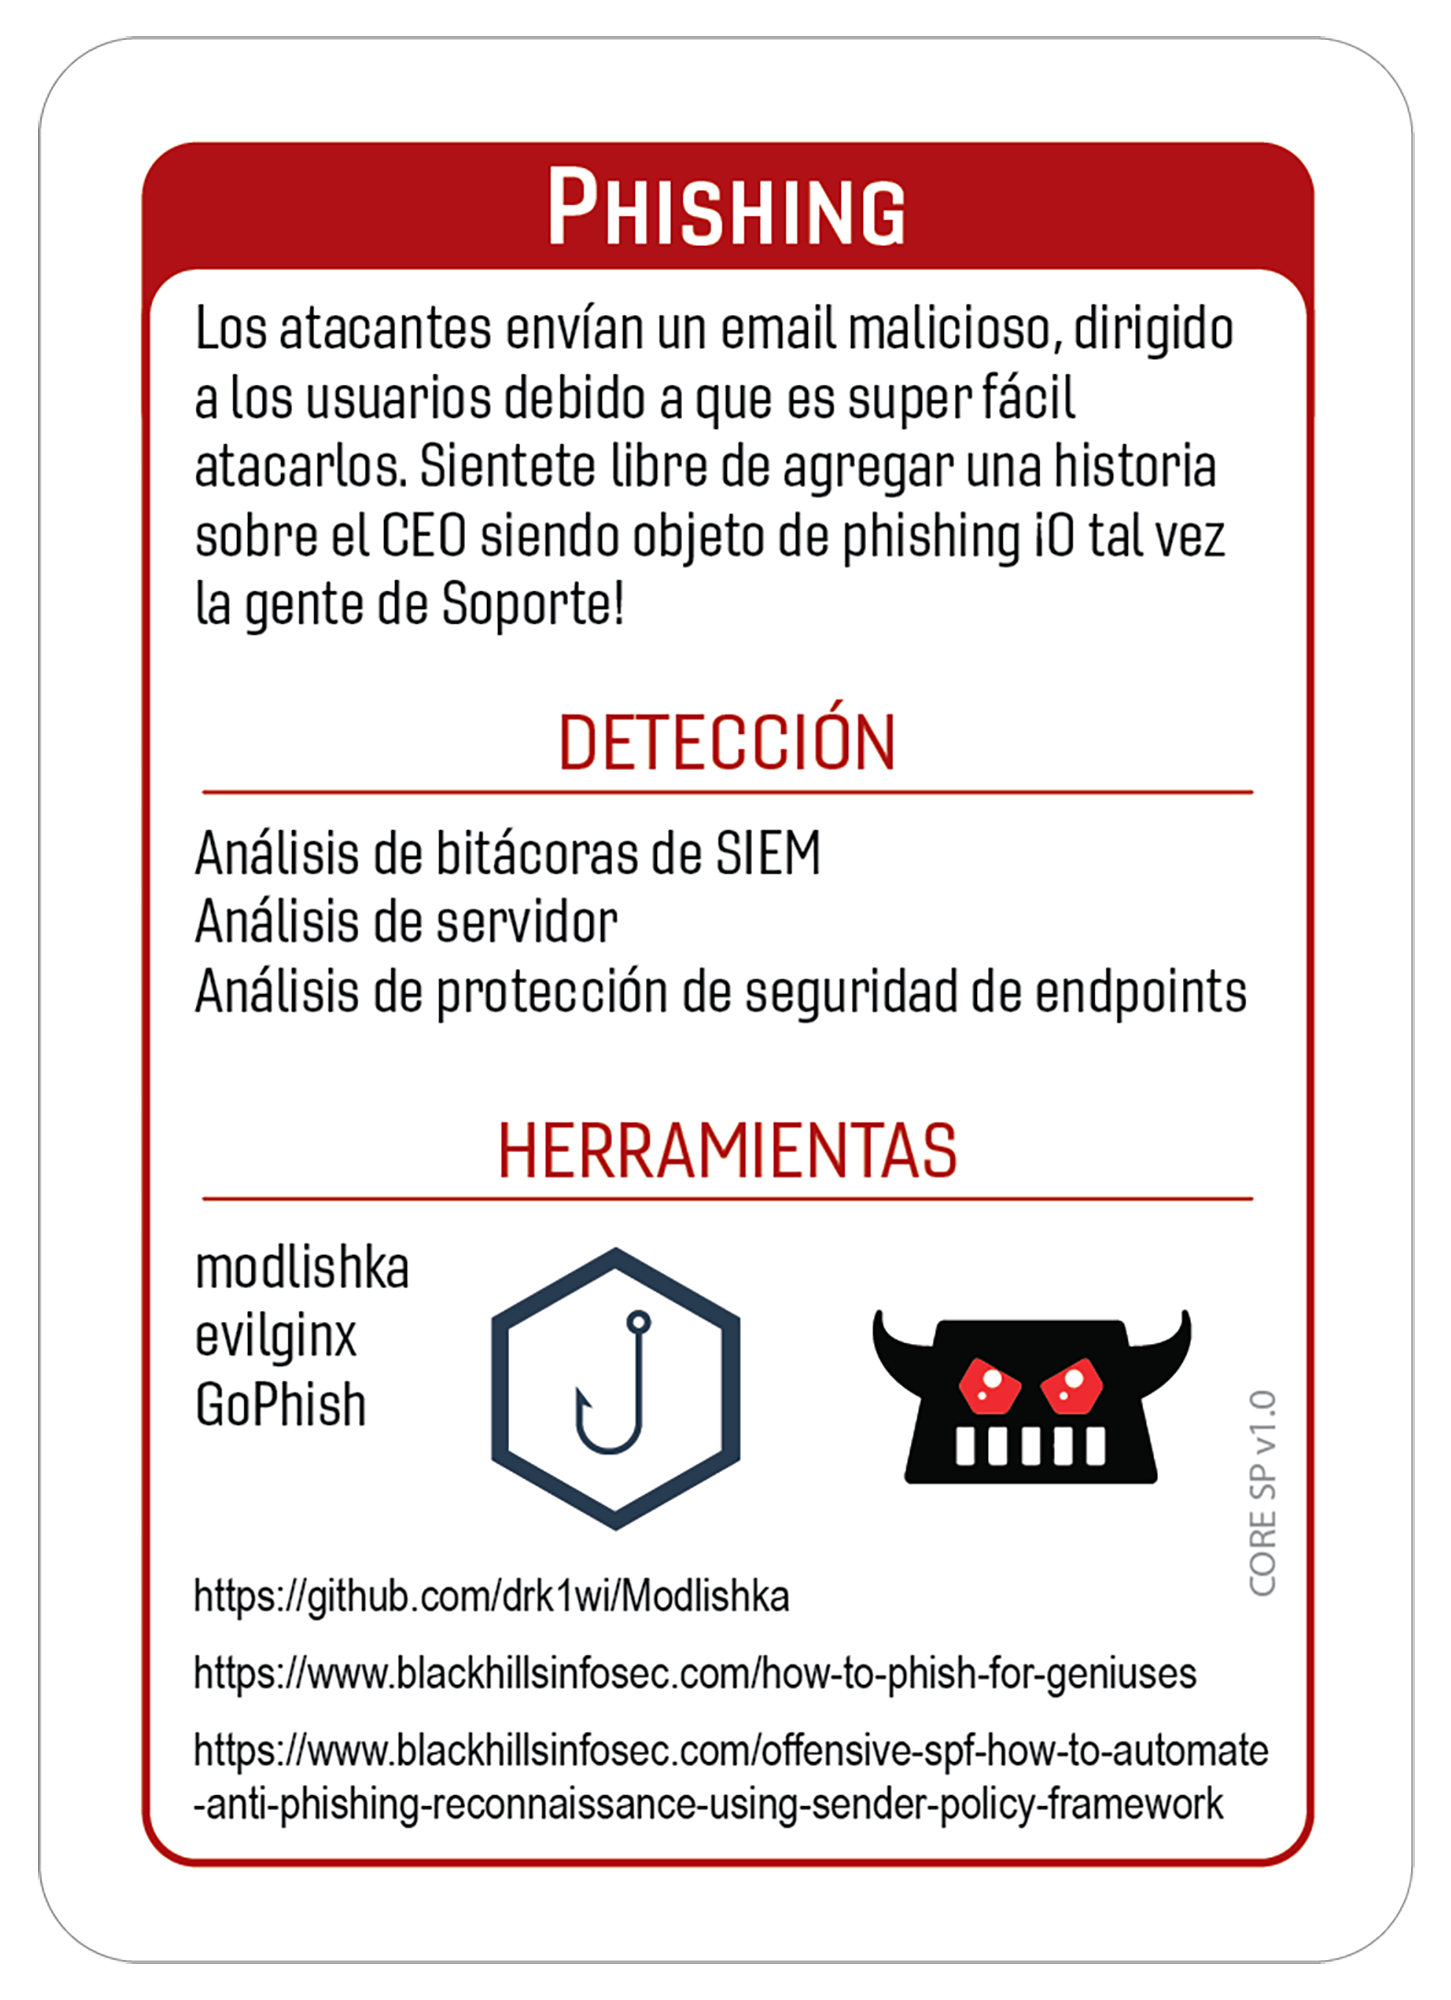 PHISHING
Los atacantes envían un email malicioso, dirigido
a los usuarios debido a que es super fácil
atacarlos. Sientete libre de agregar una historia
sobre el CEO siendo objeto de phishing ¡O tal vez
la gente de Soporte!
DETECCIÓN
Análisis de bitácoras de SIEM
Análisis de servidor
Análisis de protección de seguridad de endpoints
HERRAMIENTAS
modlishka
evilginx
GoPhish
CORE SP v1.0
https://github.com/drk1wi/Modlishka
https://www.blackhillsinfosec.com/how-to-phish-for-geniuses
https://www.blackhillsinfosec.com/offensive-spf-how-to-automate
-anti-phishing-reconnaissance-using-sender-policy-framework